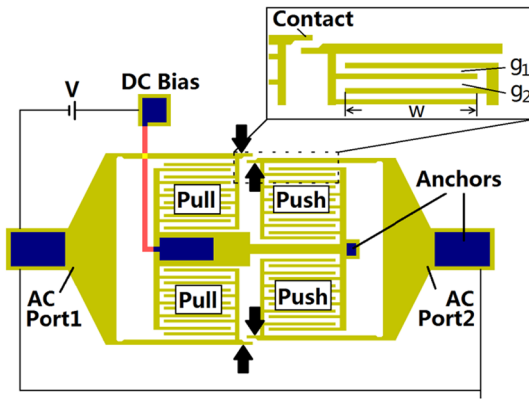 Contact
g1
g2
W
V
DC Bias
Pull
Push
Anchors
Pull
Push
AC
Port1
AC
Port2